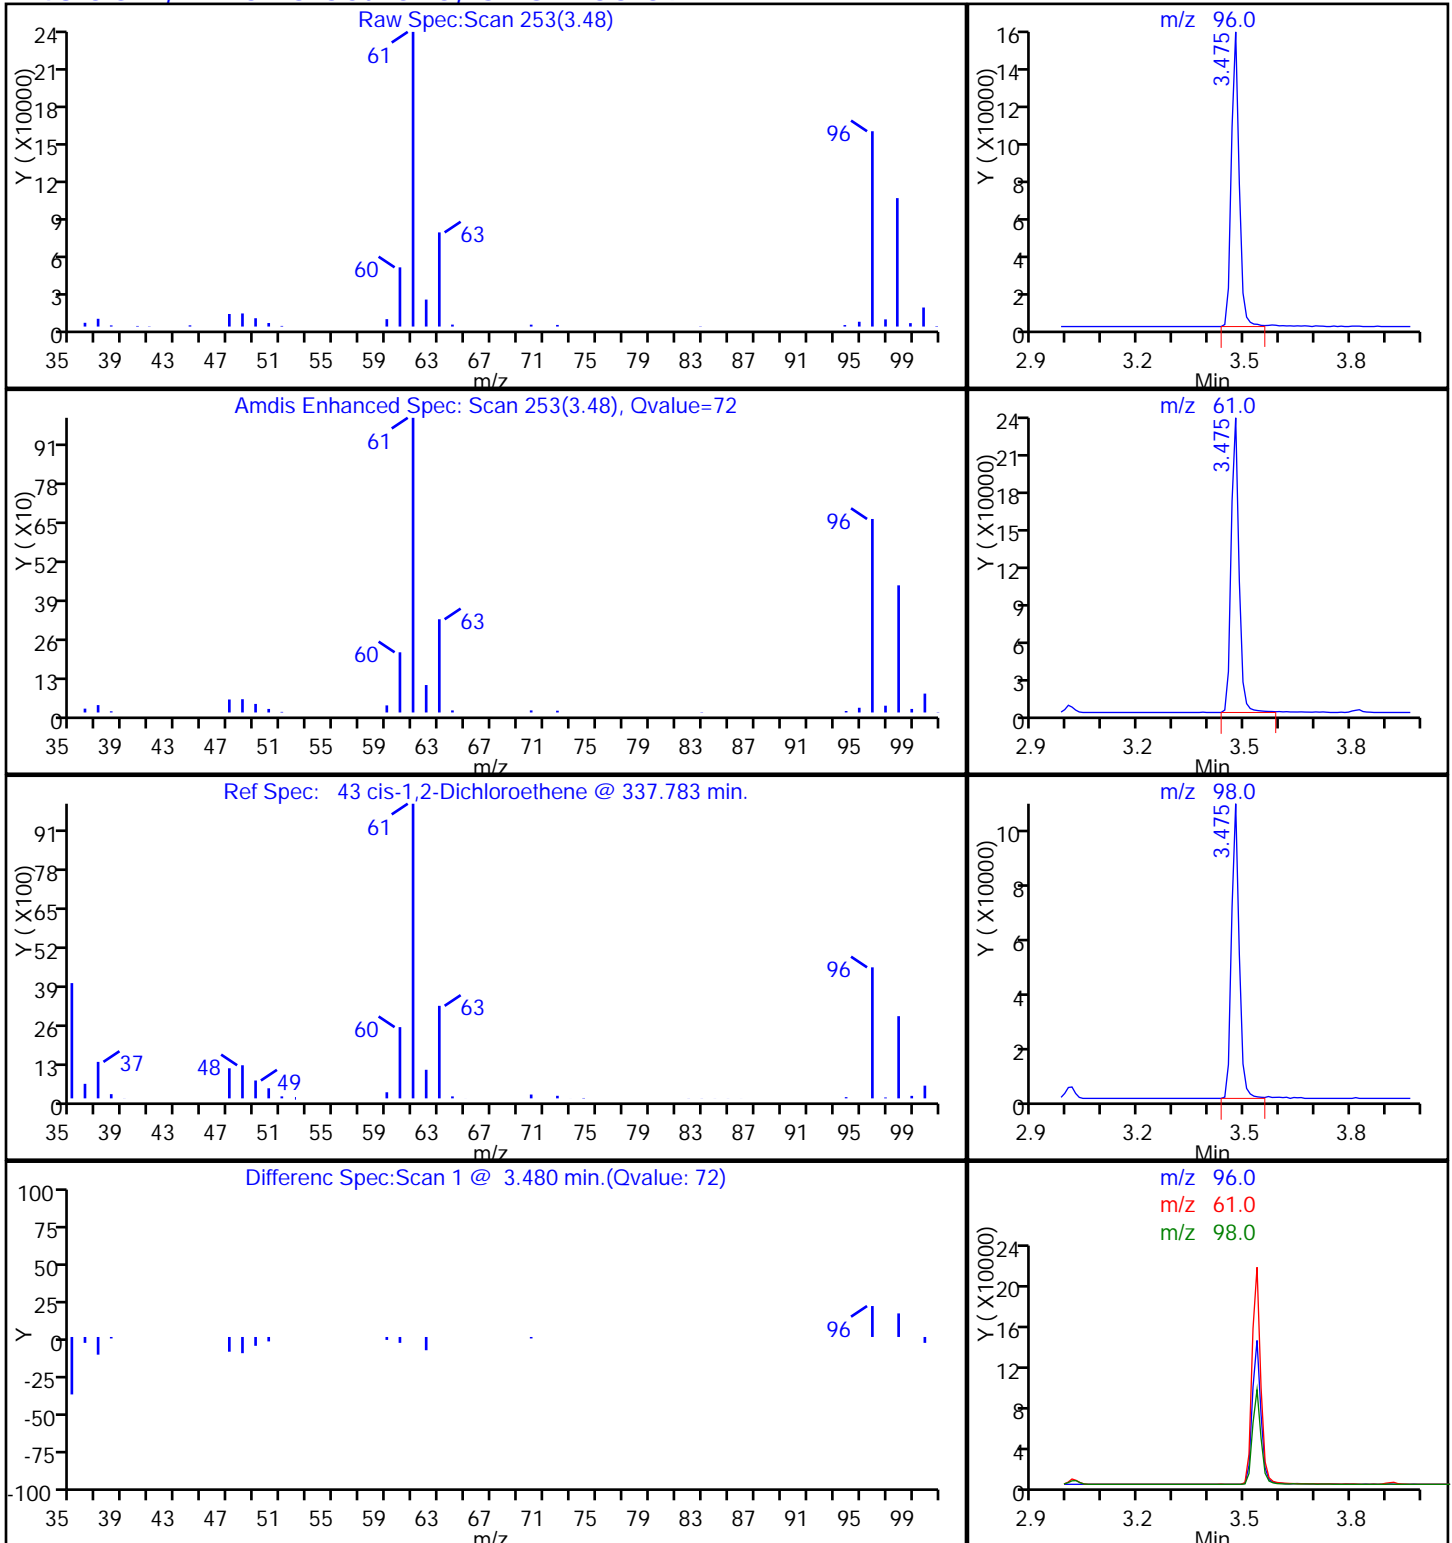 Raw Spec:Scan 253(3.48)
Y ( X10000)
24
21
18
15
12
9
6
3
0
61
60
63
96
35 39 43 47 51 55 59 63 67 71 75 79 83 87 91 95 99
m/z
m/z 96.0
Y ( X10000)
16
14
12
10
8
6
4
2
0
3.475
2.9 3.2 3.5 3.8
Min
Amdis Enhanced Spec: Scan 253(3.48), Qvalue=72
Y ( X10)
91
78
65
52
39
26
13
0
61
60
63
96
35 39 43 47 51 55 59 63 67 71 75 79 83 87 91 95 99
m/z
m/z 61.0
Y ( X10000)
24
21
18
15
12
9
6
3
0
3.475
2.9 3.2 3.5 3.8
Min
Ref Spec: 43 cis-1,2-Dichloroethene @ 337.783 min.
Y ( X100)
91
78
65
52
39
26
13
0
37
48
49
61
60
63
96
35 39 43 47 51 55 59 63 67 71 75 79 83 87 91 95 99
m/z
m/z 98.0
Y ( X10000)
10
8
6
4
2
0
3.475
2.9 3.2 3.5 3.8
Min
Differenc Spec:Scan 1 @ 3.480 min.(Qvalue: 72)
Y
100
75
50
25
0
-25
-50
-75
-100
96
35 39 43 47 51 55 59 63 67 71 75 79 83 87 91 95 99
m/z
m/z 96.0
m/z 61.0
m/z 98.0
Y ( X10000)
24
20
16
12
8
4
0
2.9 3.2 3.5 3.8
Min